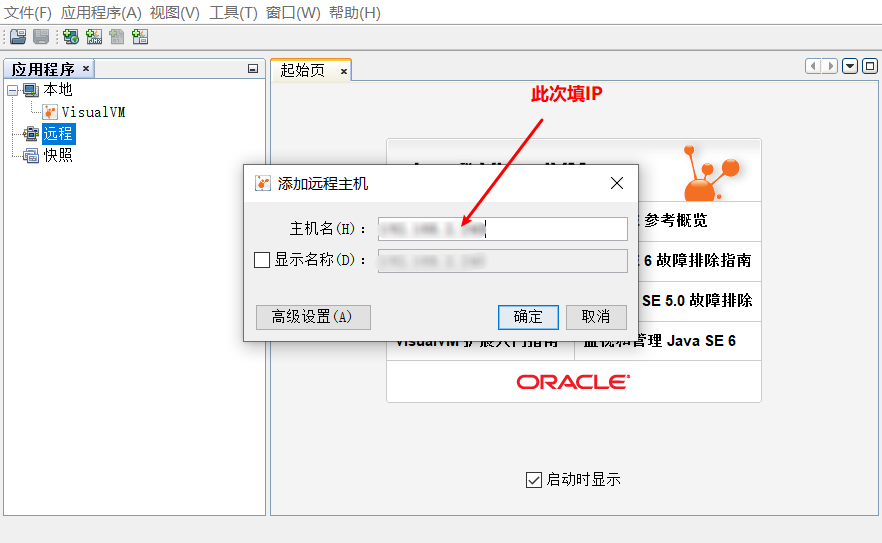 文件(F) 应用程序(A) 视图(V) 工具(T) 窗口(W) 帮助(H)
应用程序 ×
起始页 ×
本地
VisualVM
远程
快照
此次填IP
添加远程主机
主机名(H)：
显示名称(D)：
高级设置(A) 确定 取消
参考概览
6 故障排除指南
SE 5.0 故障排除
VisualVM 扩展入门指南
监视和管理 Java SE 6
ORACLE
启动时显示